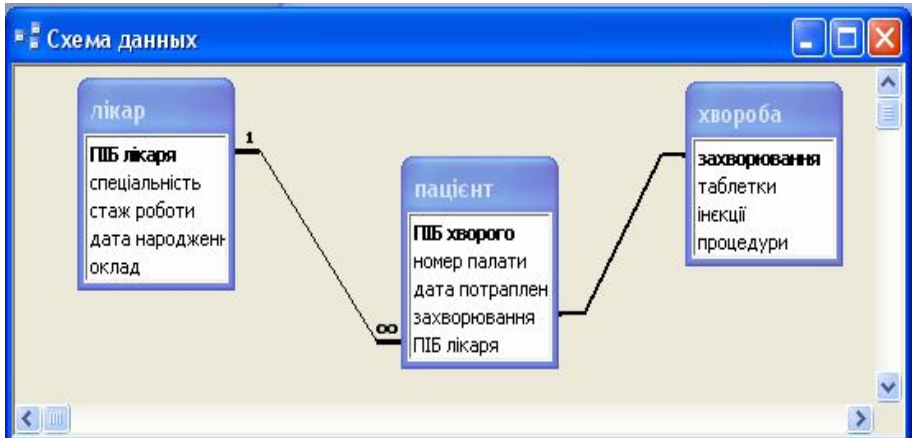 Схема данных
лікар
ПІБ лікаря
спеціальність
стаж роботи
дата народженн
оклад
1
∞
пацієнт
ПІБ хворого
номер палати
дата потраплен
захворювання
ПІБ лікаря
хвороба
захворювання
таблетки
інєкції
процедури